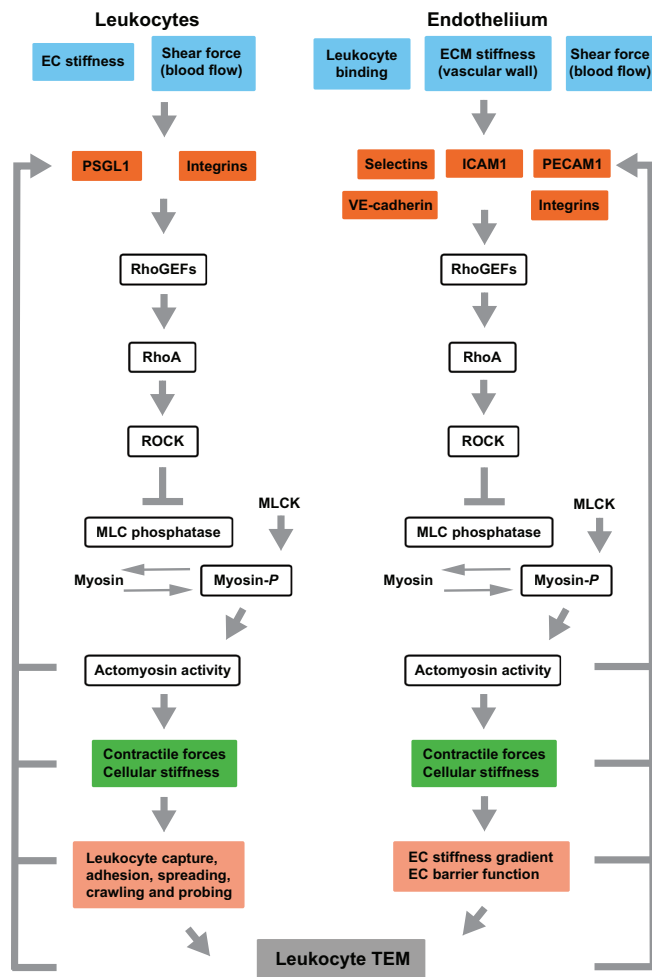 Leukocytes
EC stiffness
Shear force
(blood flow)
PSGL1
Integrins
RhoGEFs
RhoA
ROCK
MLCK
MLC phosphatase
Myosin
Myosin-P
Actomyosin activity
Contractile forces
Cellular stiffness
Leukocyte capture,
adhesion, spreading,
crawling and probing
Endotheliium
Leukocyte
binding
ECM stiffness
(vascular wall)
Shear force
(blood flow)
Selectins
ICAM1
PECAM1
VE-cadherin
Integrins
RhoGEFs
RhoA
ROCK
MLCK
MLC phosphatase
Myosin
Myosin-P
Actomyosin activity
Contractile forces
Cellular stiffness
EC stiffness gradient
EC barrier function
Leukocyte TEM